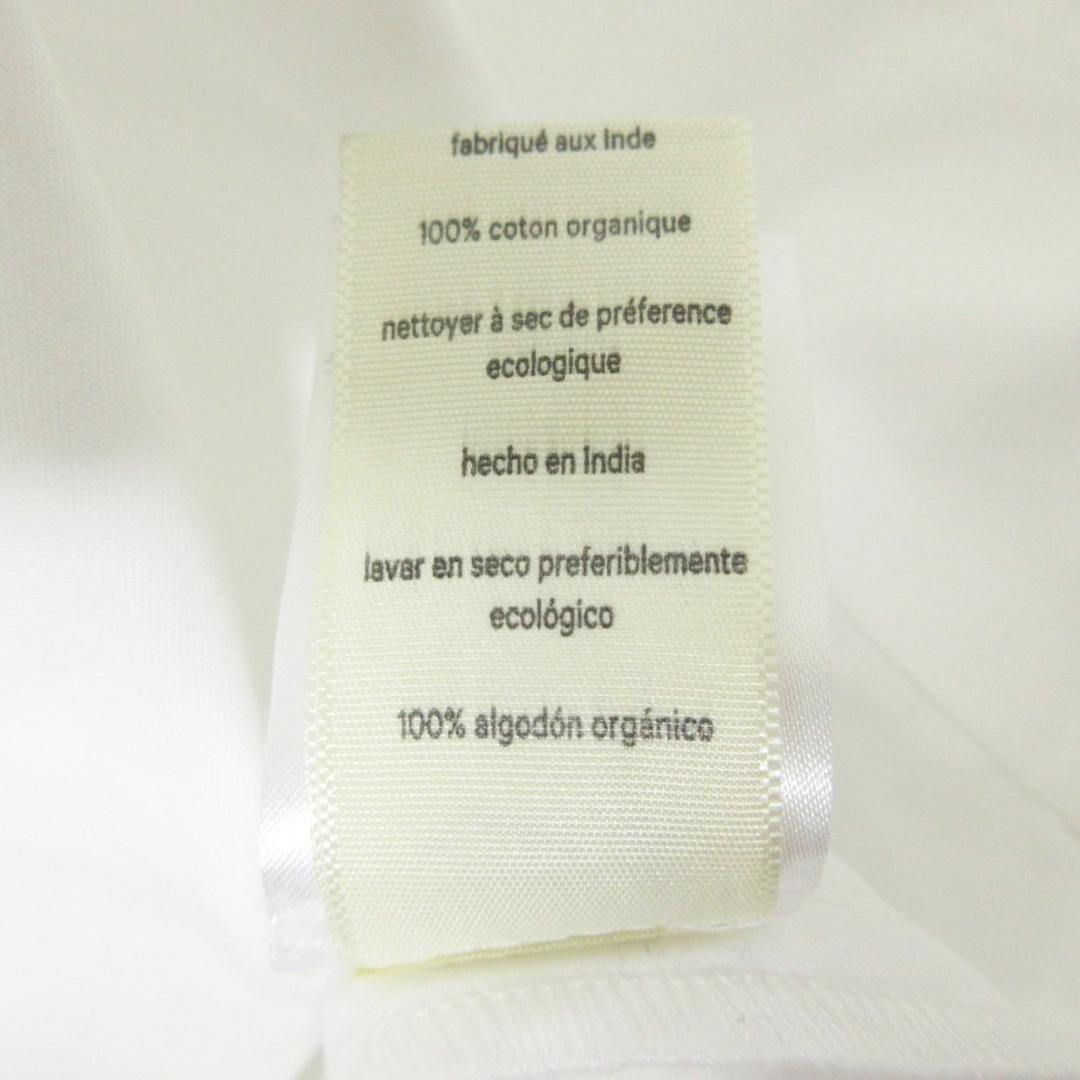 fabriqué aux Inde
100% coton organique
nettoyer à sec de préference
ecologique
hecho en India
lavar en seco preferiblemente
ecológico
100% algodón orgánico